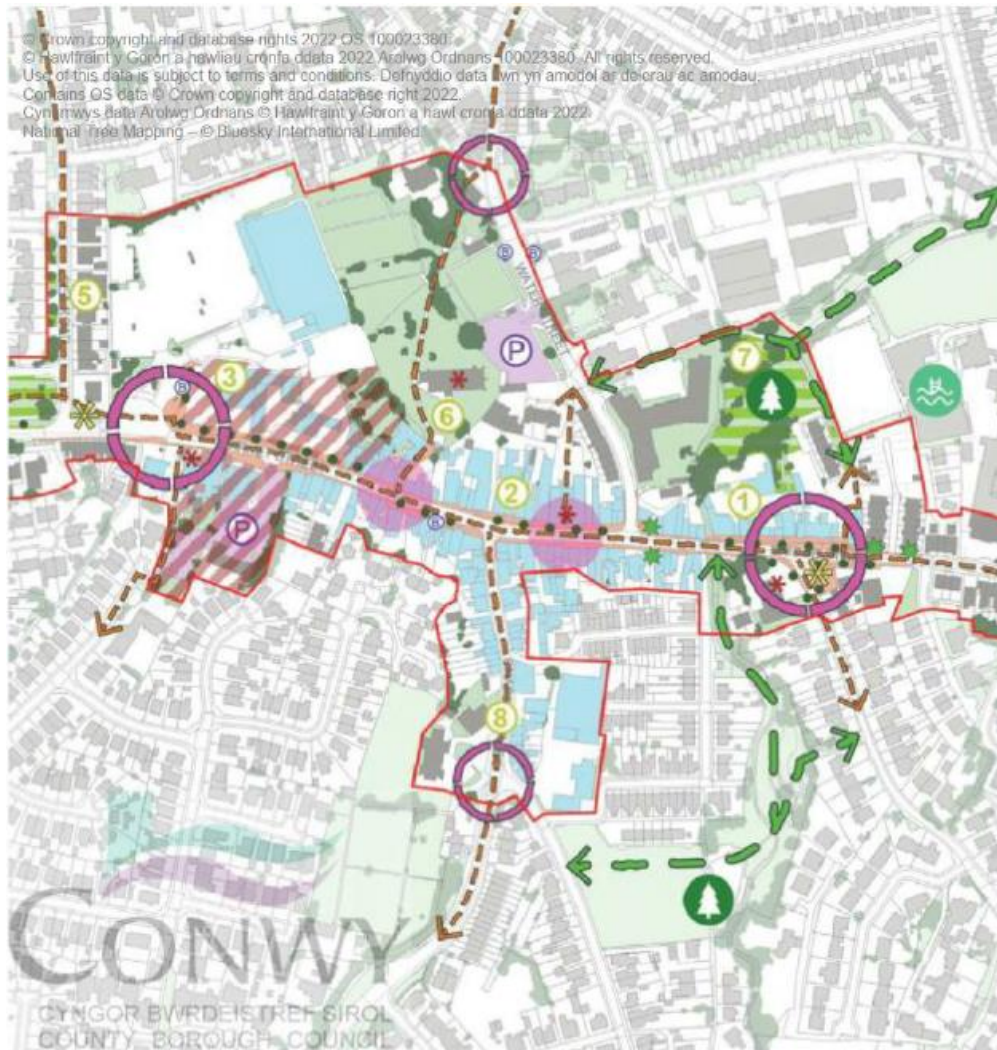 © Crown copyright and database rights 2022 OS 100023380.
© Hawlfraint y Goron a hawliau cronfa ddata 2022 Arolwg Ordnans 100023380. All rights reserved.
Use of this data is subject to terms and conditions. Defnyddio data hwn yn amodol ar delerau ac amodau.
Contains OS data © Crown copyright and database right 2022.
Cynnwys data Arolwg Ordnans © Hawlfraint y Goron a hawl cronfa ddata 2022
National Tree Mapping – © Bluesky International Limited.
B B
WATER STREET
5
P
7
3
B
6
2
1
P
B
8
CONWY
CYNGOR BWRDEISTREF SIROL
COUNTY BOROUGH COUNCIL